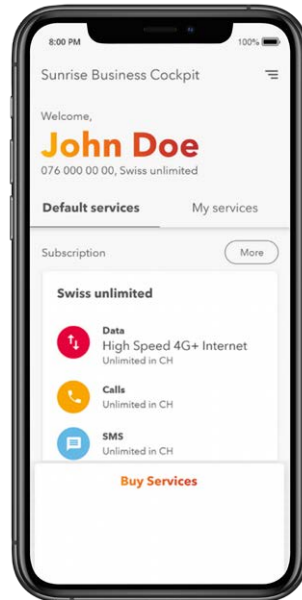 8:00 PM 100%
Sunrise Business Cockpit
Welcome,
John Doe
076 000 00 00, Swiss unlimited
Default services My services
Subscription More
Swiss unlimited
Data
High Speed 4G+ Internet
Unlimited in CH
Calls
Unlimited in CH
SMS
Unlimited in CH
Buy Services